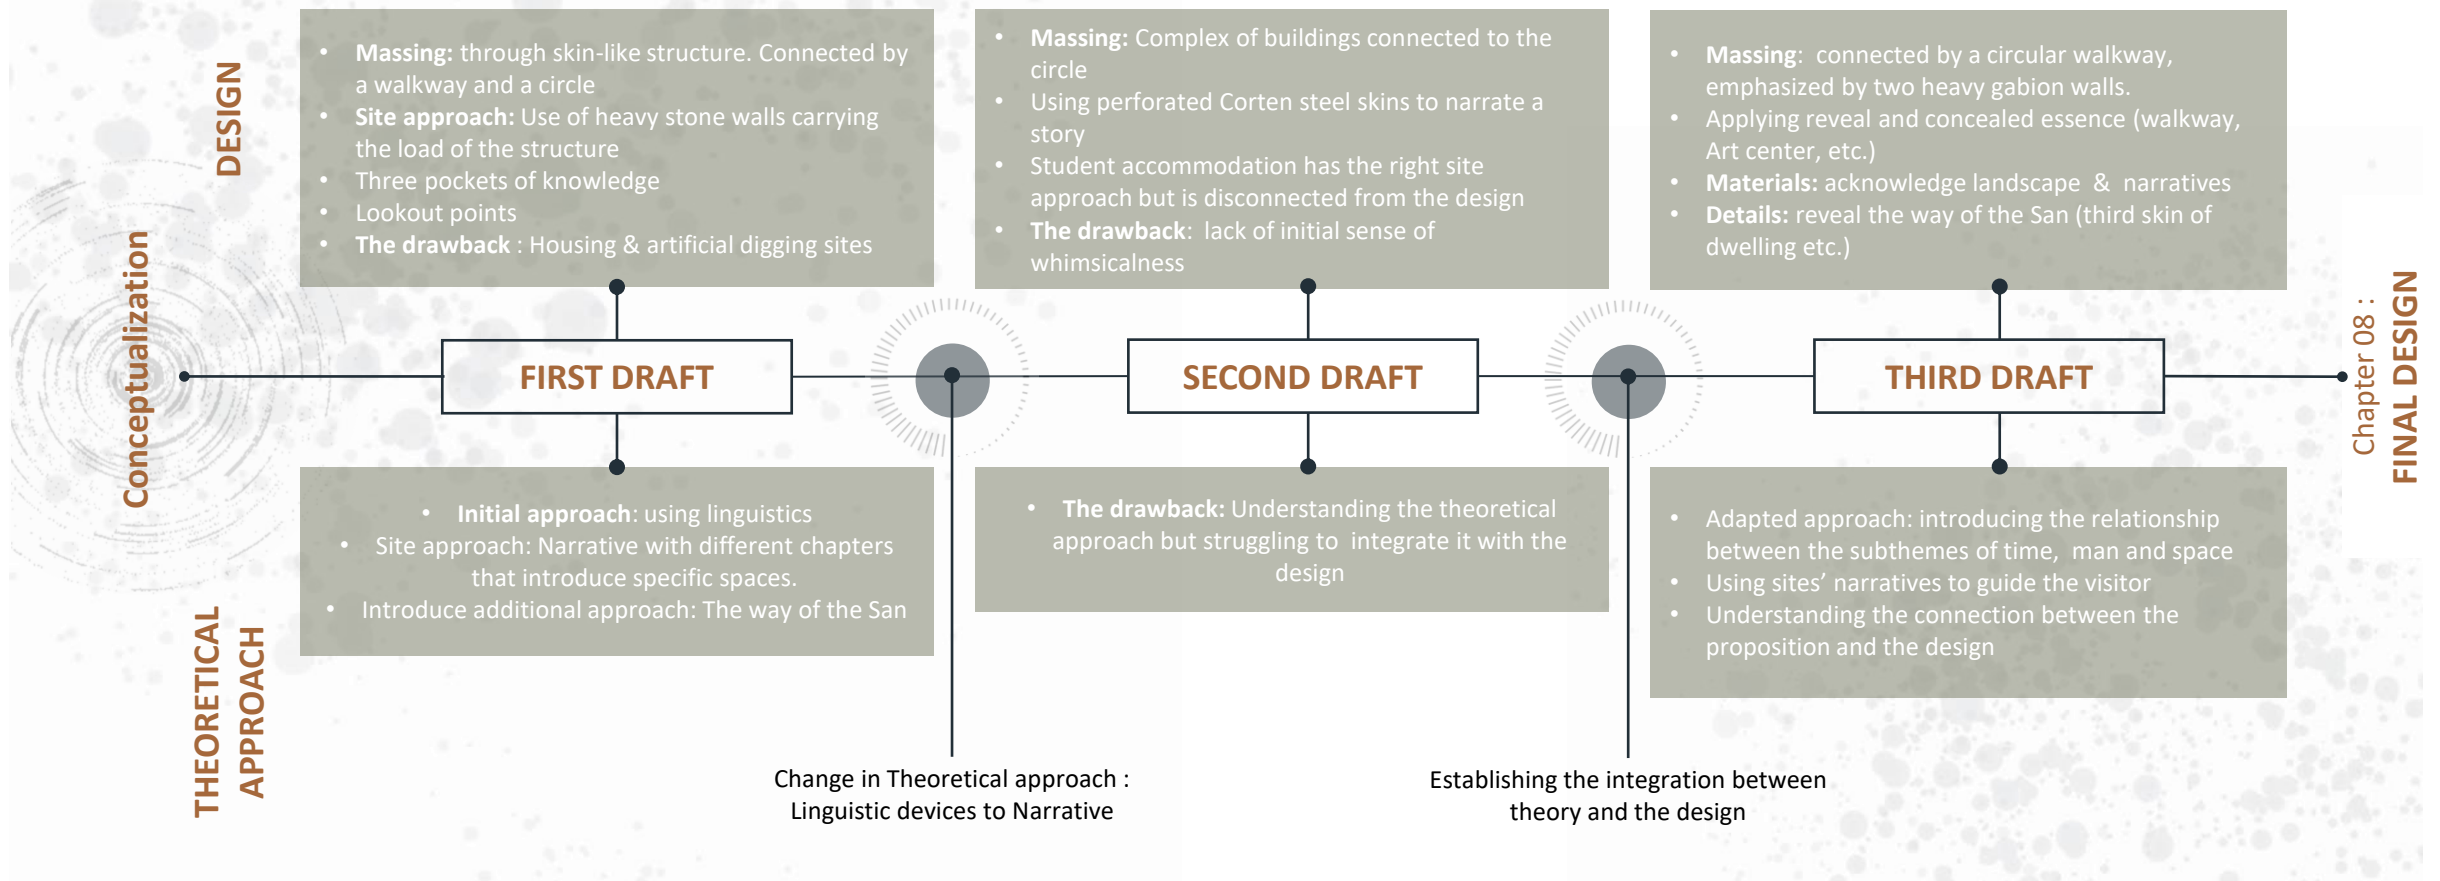 DESIGN
• Massing: through skin-like structure. Connected by
a walkway and a circle
• Site approach: Use of heavy stone walls carrying
the load of the structure
• Three pockets of knowledge
• Lookout points
• The drawback : Housing & artificial digging sites
• Massing: Complex of buildings connected to the
circle
• Using perforated Corten steel skins to narrate a
story
• Student accommodation has the right site
approach but is disconnected from the design
• The drawback: lack of initial sense of
whimsicalness
• Massing: connected by a circular walkway,
emphasized by two heavy gabion walls.
• Applying reveal and concealed essence (walkway,
Art center, etc.)
• Materials: acknowledge landscape & narratives
• Details: reveal the way of the San (third skin of
dwelling etc.)
Conceptualization
FIRST DRAFT
SECOND DRAFT
THIRD DRAFT
Chapter 08 :
FINAL DESIGN
THEORETICAL
APPROACH
• Initial approach: using linguistics
• Site approach: Narrative with different chapters
that introduce specific spaces.
• Introduce additional approach: The way of the San
• The drawback: Understanding the theoretical
approach but struggling to integrate it with the
design
• Adapted approach: introducing the relationship
between the subthemes of time, man and space
• Using sites’ narratives to guide the visitor
• Understanding the connection between the
proposition and the design
Change in Theoretical approach :
Linguistic devices to Narrative
Establishing the integration between
theory and the design